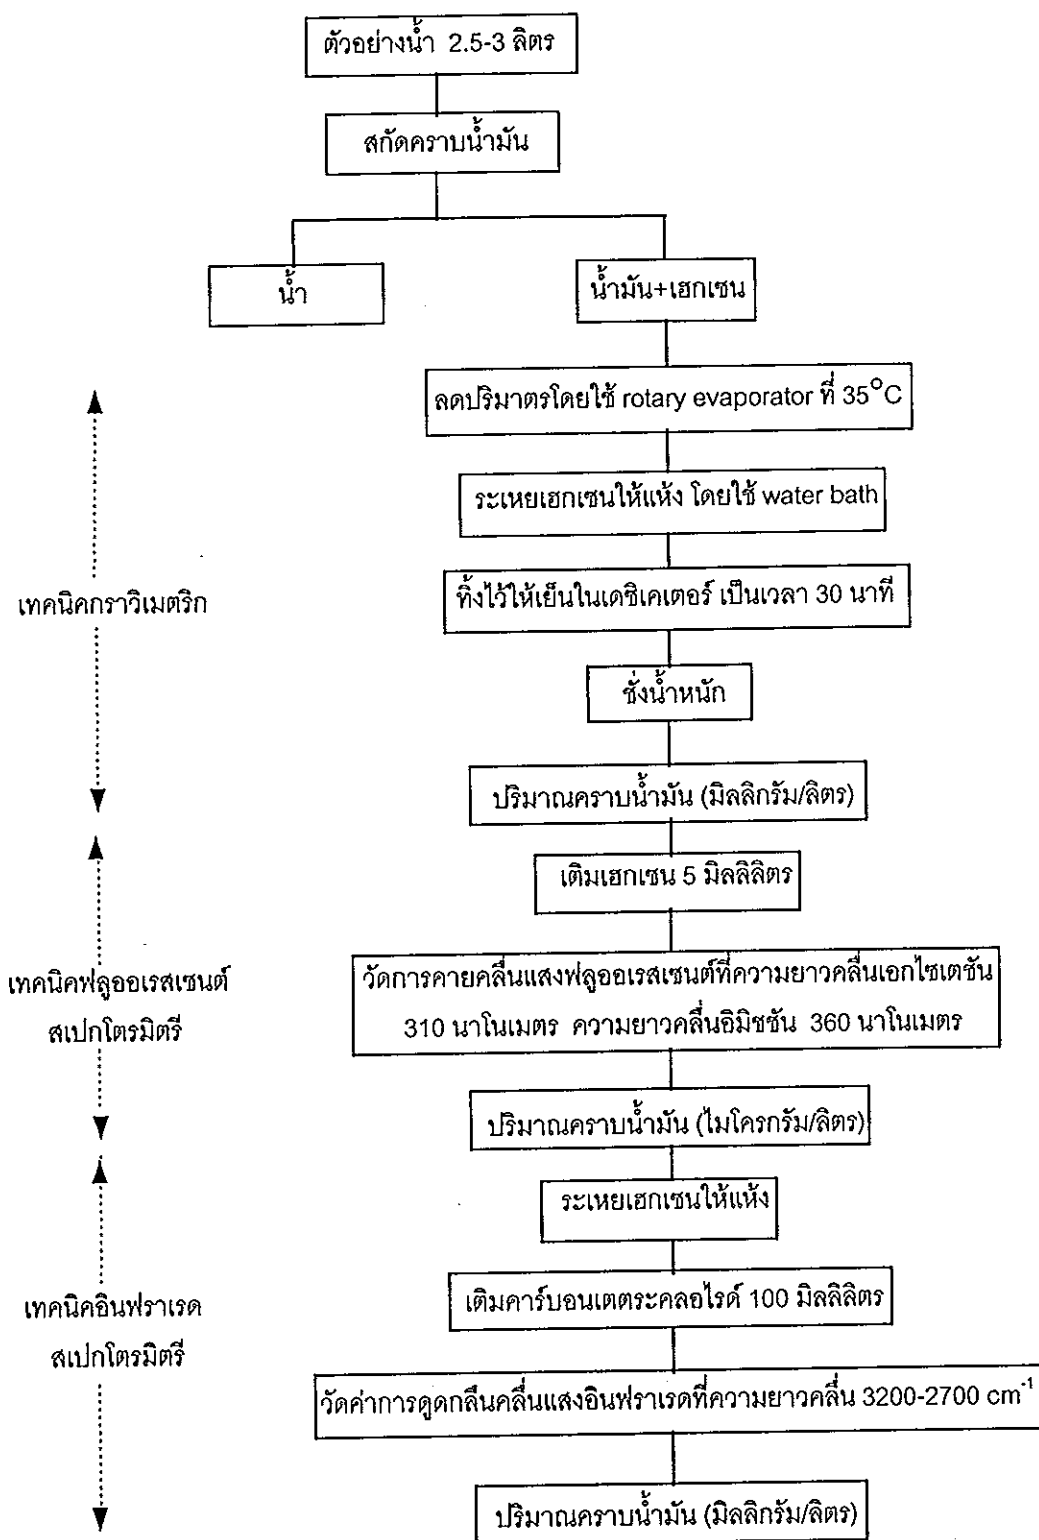 ตัวอย่างน้ำ 2.5-3 ลิตร
สกัดคราบน้ำมัน
น้ำ
น้ำมัน+เฮกเซน
ลดปริมาตรโดยใช้ rotary evaporator ที่ 35°C
ระเหยเฮกเซนให้แห้ง โดยใช้ water bath
ทิ้งไว้ให้เย็นในเดซิเคเตอร์ เป็นเวลา 30 นาที
เทคนิคกราวิเมตริก
ชั่งน้ำหนัก
ปริมาณคราบน้ำมัน (มิลลิกรัม/ลิตร)
เติมเฮกเซน 5 มิลลิลิตร
เทคนิคฟลูออเรสเซนต์
สเปกโตรมิตรี
วัดการคายคลื่นแสงฟลูออเรสเซนต์ที่ความยาวคลื่นเอกไซเตชัน
310 นาโนเมตร ความยาวคลื่นอิมิชชัน 360 นาโนเมตร
ปริมาณคราบน้ำมัน (ไมโครกรัม/ลิตร)
ระเหยเฮกเซนให้แห้ง
เติมคาร์บอนเตตระคลอไรด์ 100 มิลลิลิตร
เทคนิคอินฟราเรด
สเปกโตรมิตรี
วัดค่าการดูดกลืนคลื่นแสงอินฟราเรดที่ความยาวคลื่น 3200-2700 cm⁻¹
ปริมาณคราบน้ำมัน (มิลลิกรัม/ลิตร)